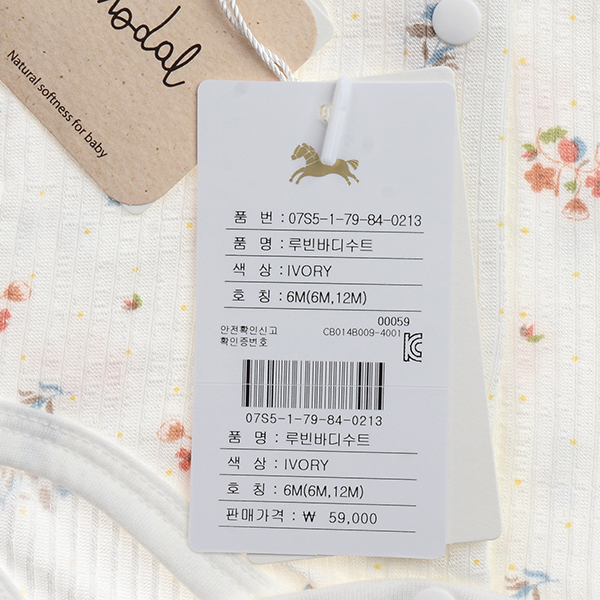 modal
Natural softness for baby
품 번 : 07S5-1-79-84-0213
품 명 : 루빈바디수트
색 상 : IVORY
호 칭 : 6M(6M,12M)
00059
안전확인신고
확인증번호
CB014B009-4001
07S5-1-79-84-0213
품 명 : 루빈바디수트
색 상 : IVORY
호 칭 : 6M(6M,12M)
판매가격 : ₩ 59,000